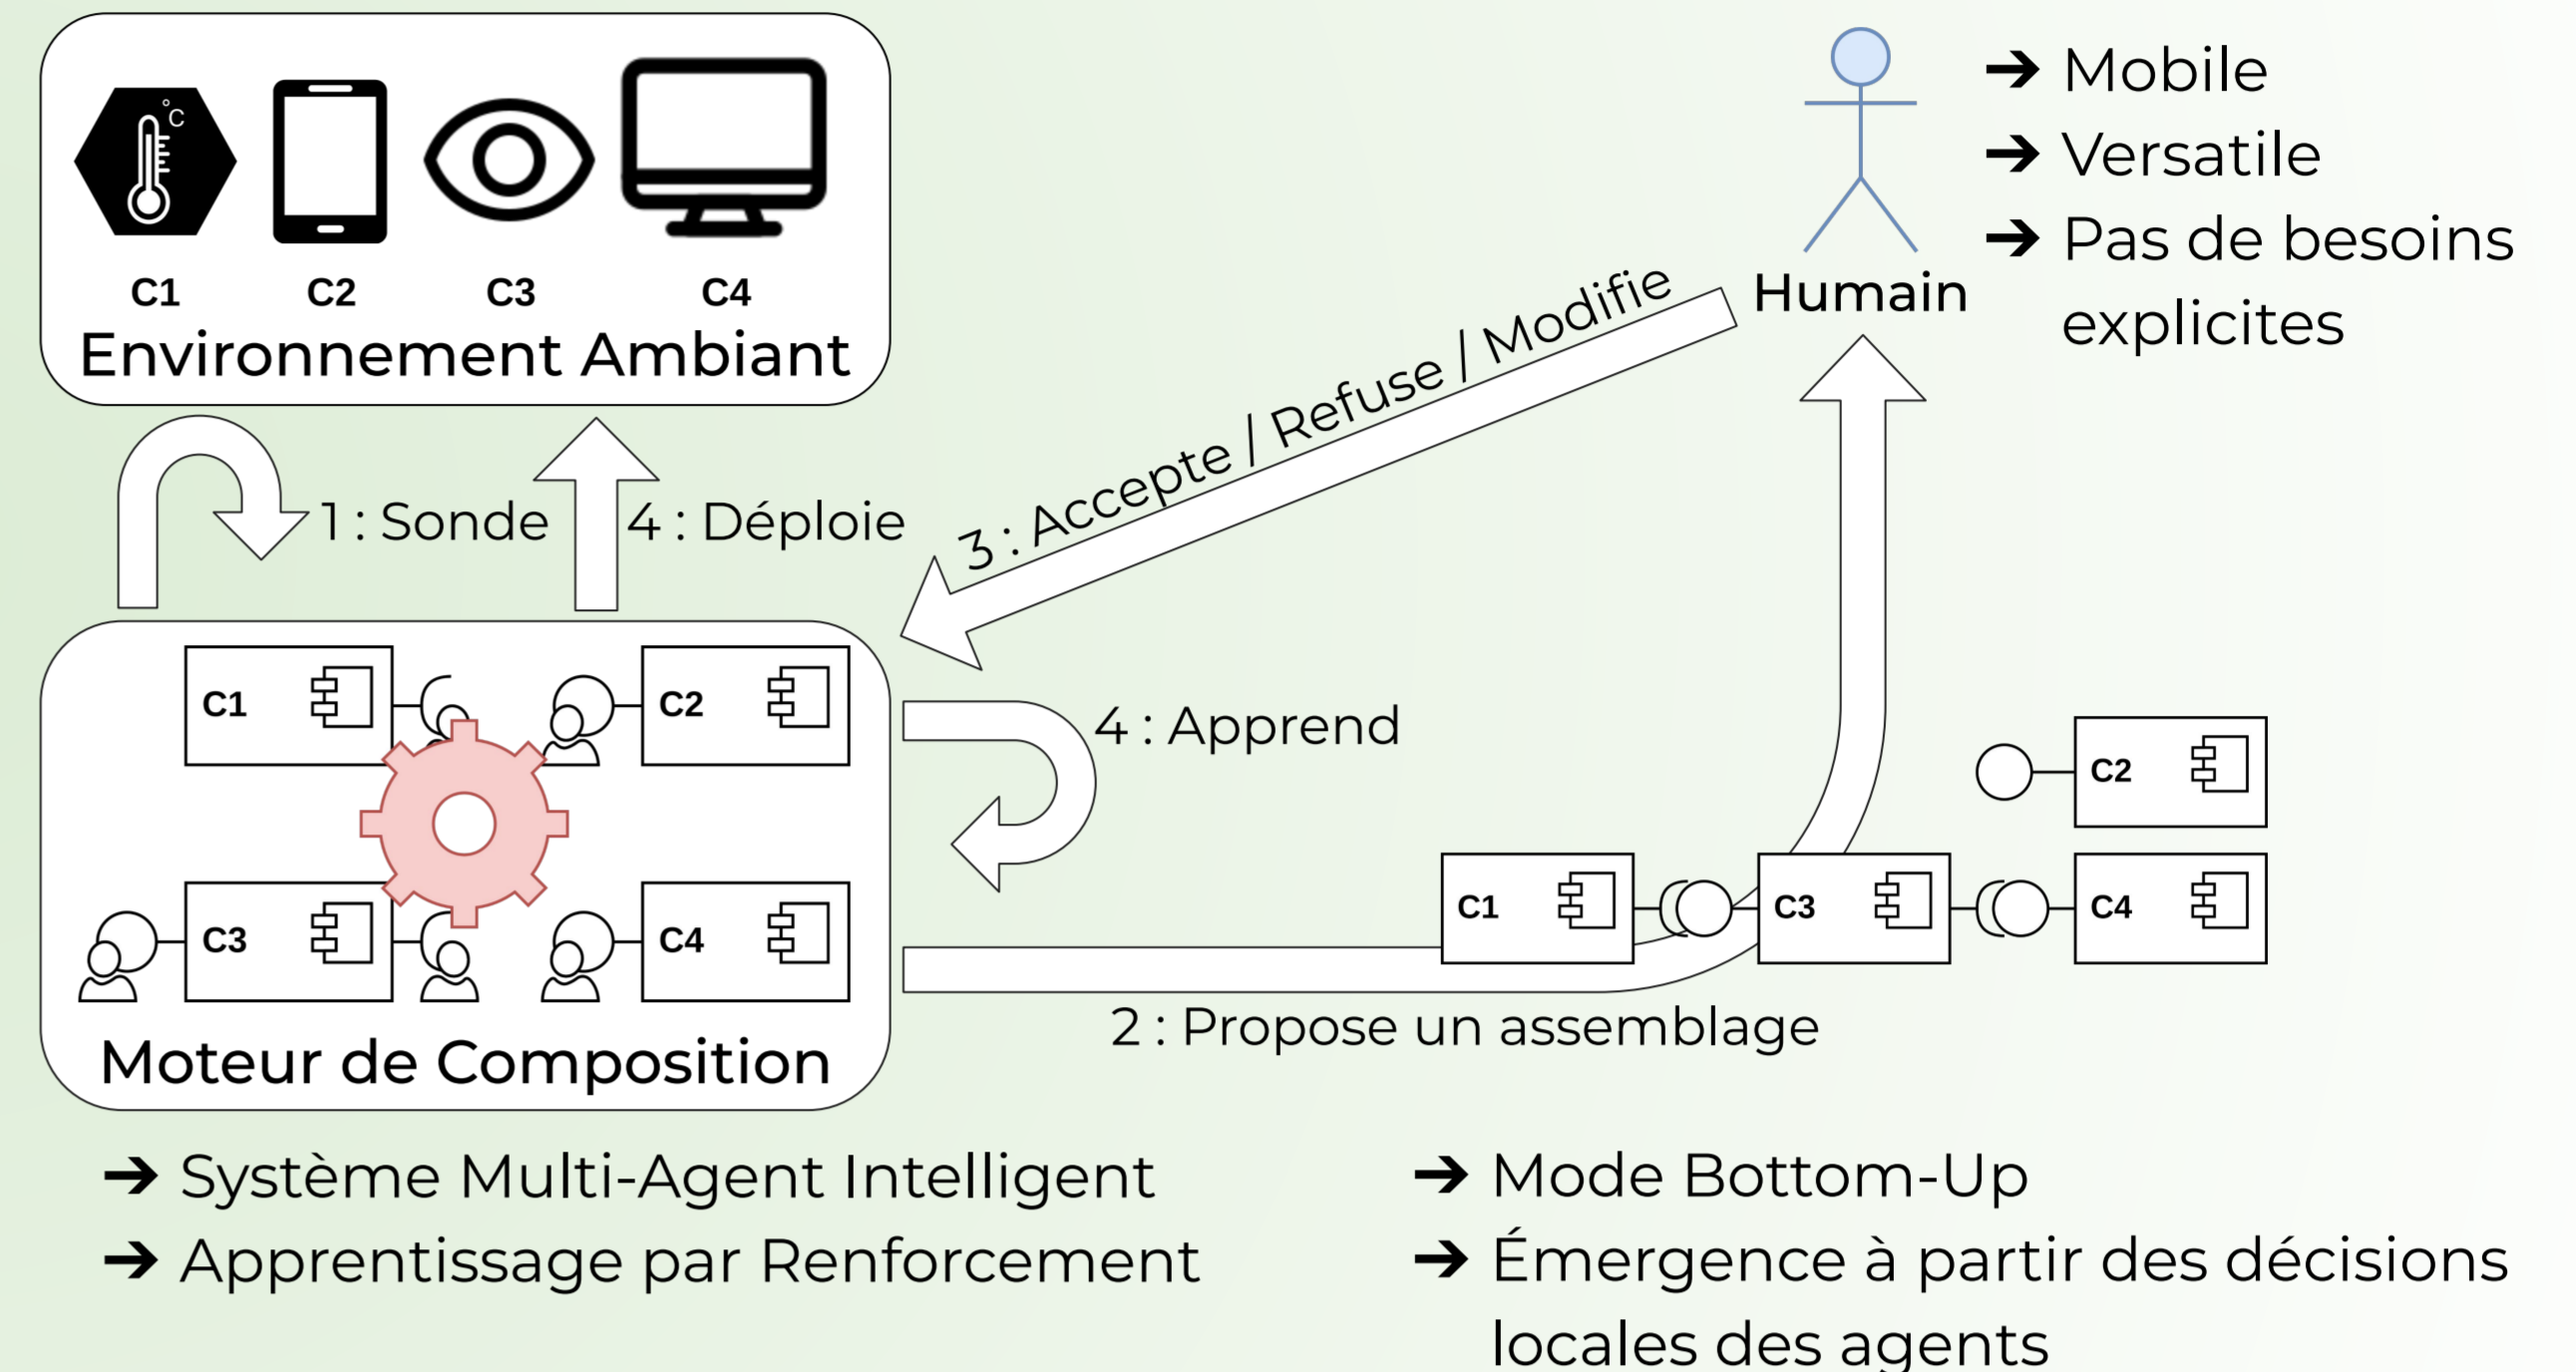 °C
C1
C2
C3
C4
Environnement Ambiant
Humain
➔ Mobile
➔ Versatile
➔ Pas de besoins
explicites
1 : Sonde
4 : Déploie
3 : Accepte / Refuse / Modifie
C1
C2
C3
C4
Moteur de Composition
4 : Apprend
C2
C1
C3
C4
2 : Propose un assemblage
➔ Système Multi-Agent Intelligent
➔ Apprentissage par Renforcement
➔ Mode Bottom-Up
➔ Émergence à partir des décisions
locales des agents